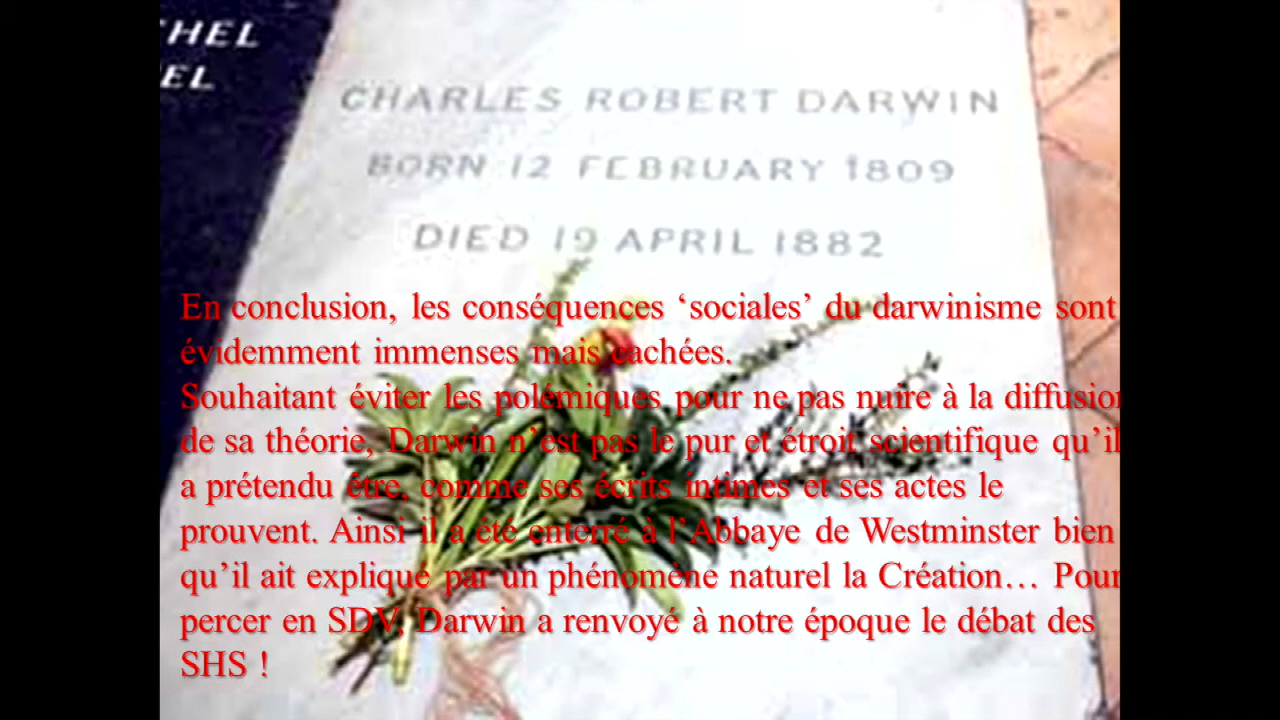 HEL
EL
CHARLES ROBERT DARWIN
BORN 12 FEBRUARY 1809
DIED 19 APRIL 1882
En conclusion, les conséquences ‘sociales’ du darwinisme sont
évidemment immenses mais cachées.
Souhaitant éviter les polémiques pour ne pas nuire à la diffusion
de sa théorie, Darwin n’est pas le pur et étroit scientifique qu’il
a prétendu être, comme ses écrits intimes et ses actes le
prouvent. Ainsi il a été enterré à l’Abbaye de Westminster bien
qu’il ait expliqué par un phénomène naturel la Création… Pour
percer en SDV, Darwin a renvoyé à notre époque le débat des
SHS !